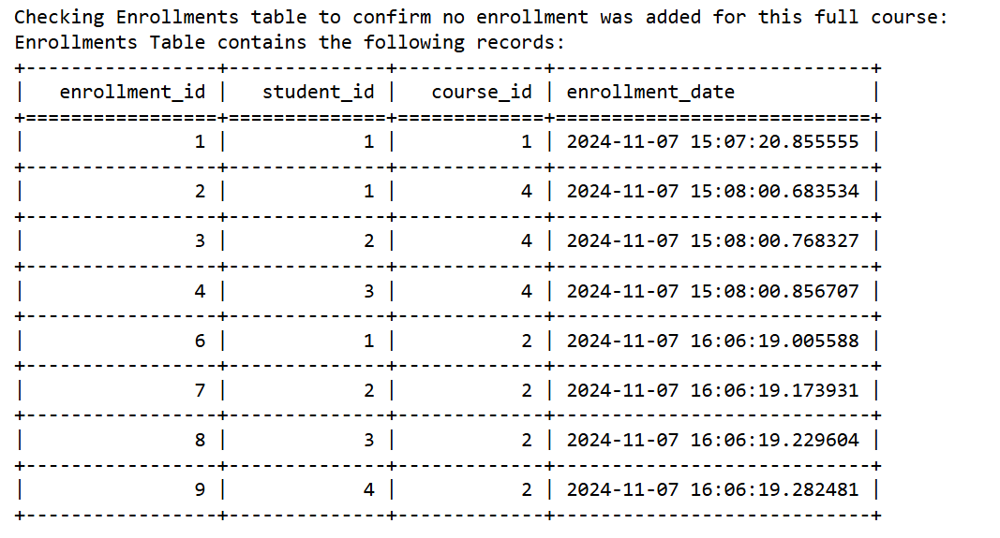 Checking Enrollments table to confirm no enrollment was added for this full course:
Enrollments Table contains the following records:
+-----------------+--------------+-------------+----------------------------+
|   enrollment_id |   student_id |   course_id | enrollment_date            |
+=================+==============+=============+============================+
|               1 |            1 |           1 | 2024-11-07 15:07:20.855555 |
+-----------------+--------------+-------------+----------------------------+
|               2 |            1 |           4 | 2024-11-07 15:08:00.683534 |
+-----------------+--------------+-------------+----------------------------+
|               3 |            2 |           4 | 2024-11-07 15:08:00.768327 |
+-----------------+--------------+-------------+----------------------------+
|               4 |            3 |           4 | 2024-11-07 15:08:00.856707 |
+-----------------+--------------+-------------+----------------------------+
|               6 |            1 |           2 | 2024-11-07 16:06:19.005588 |
+-----------------+--------------+-------------+----------------------------+
|               7 |            2 |           2 | 2024-11-07 16:06:19.173931 |
+-----------------+--------------+-------------+----------------------------+
|               8 |            3 |           2 | 2024-11-07 16:06:19.229604 |
+-----------------+--------------+-------------+----------------------------+
|               9 |            4 |           2 | 2024-11-07 16:06:19.282481 |
+-----------------+--------------+-------------+----------------------------+